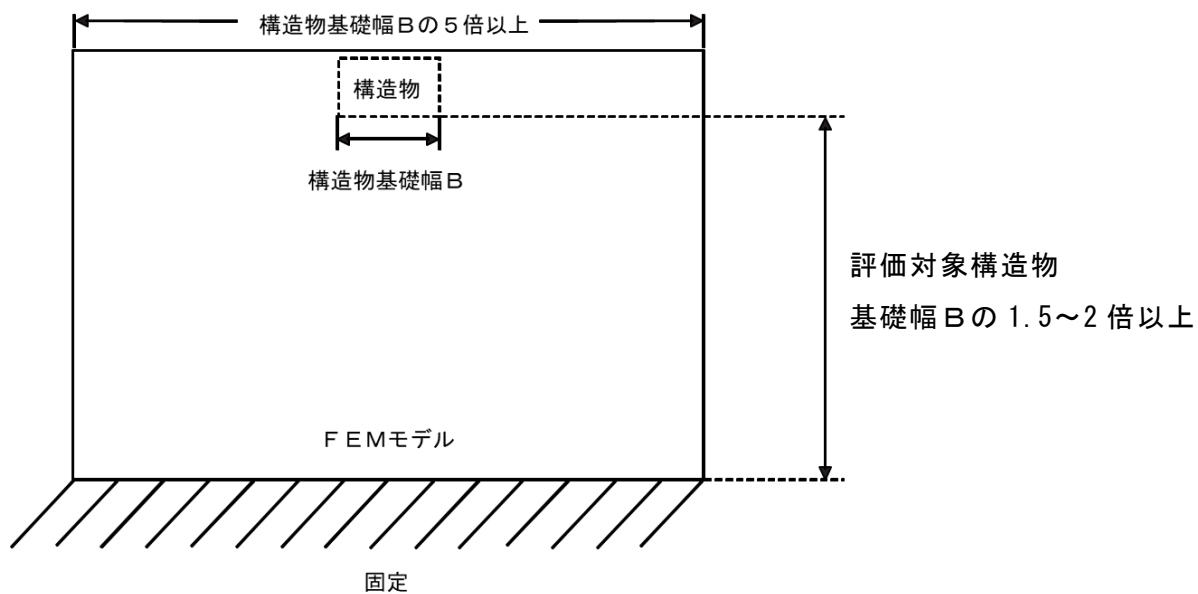 構造物基礎幅Bの5倍以上
構造物
構造物基礎幅B
評価対象構造物
基礎幅Bの 1.5~2 倍以上
FEMモデル
固定